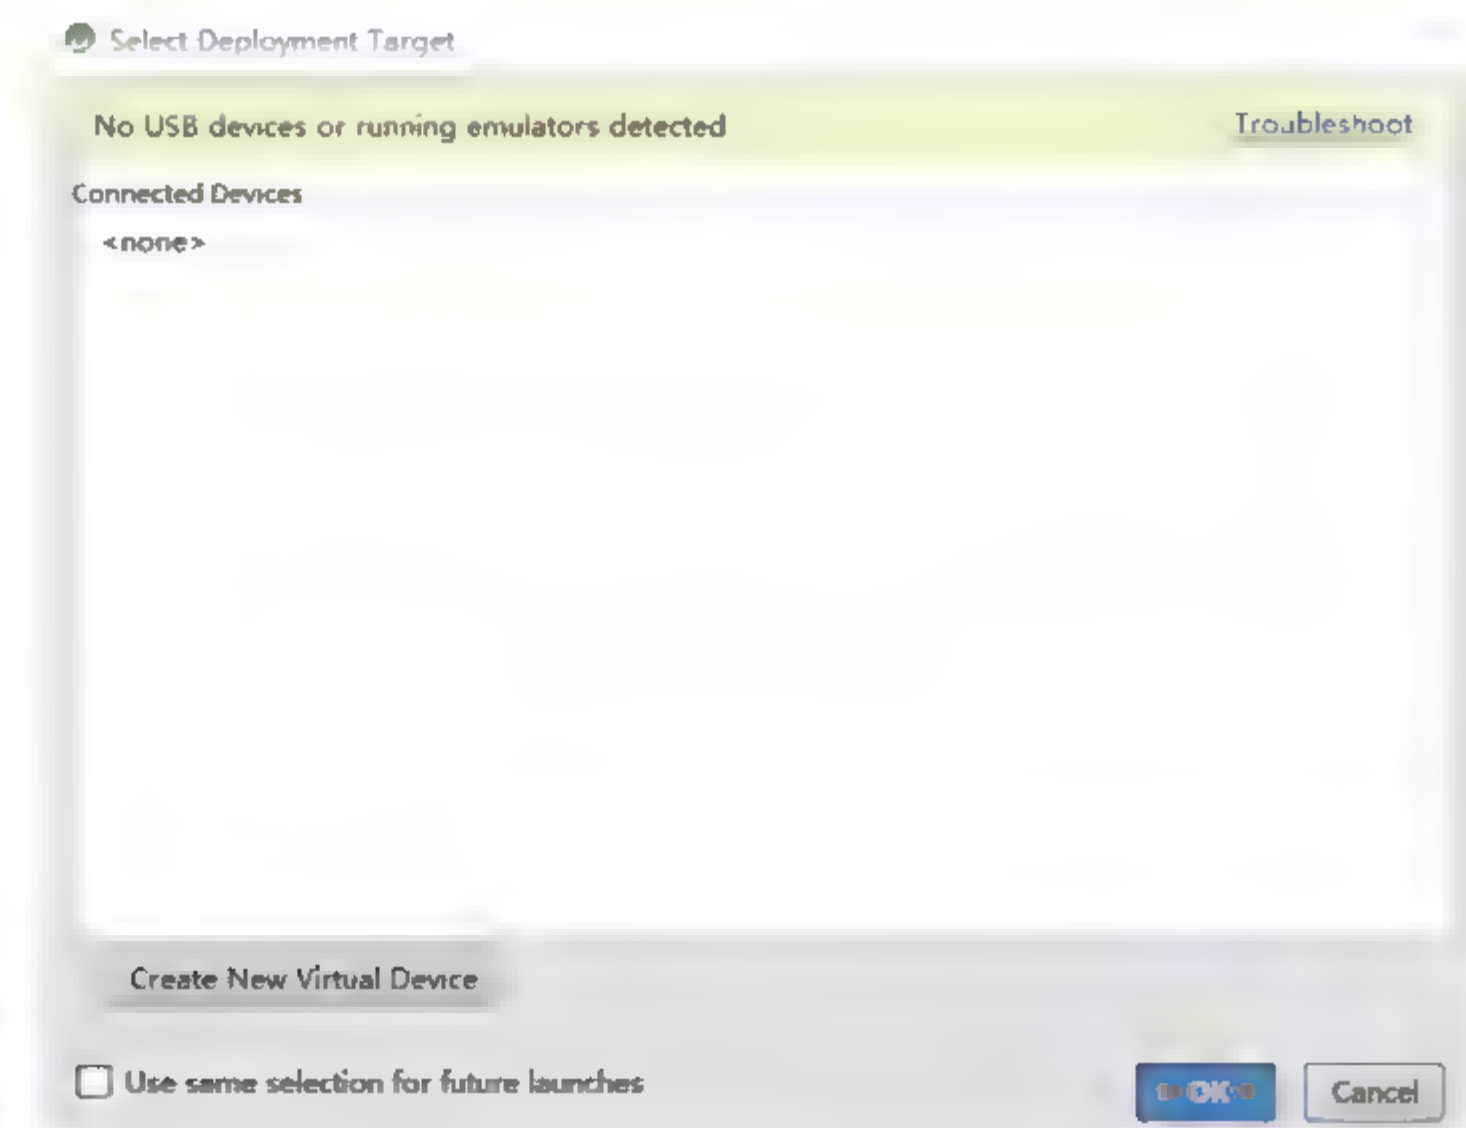 Select Deployment Target
No USB devices or running emulators detected
Troubleshoot
Connected Devices
<none>
Create New Virtual Device
Use same selection for future launches
OK
Cancel